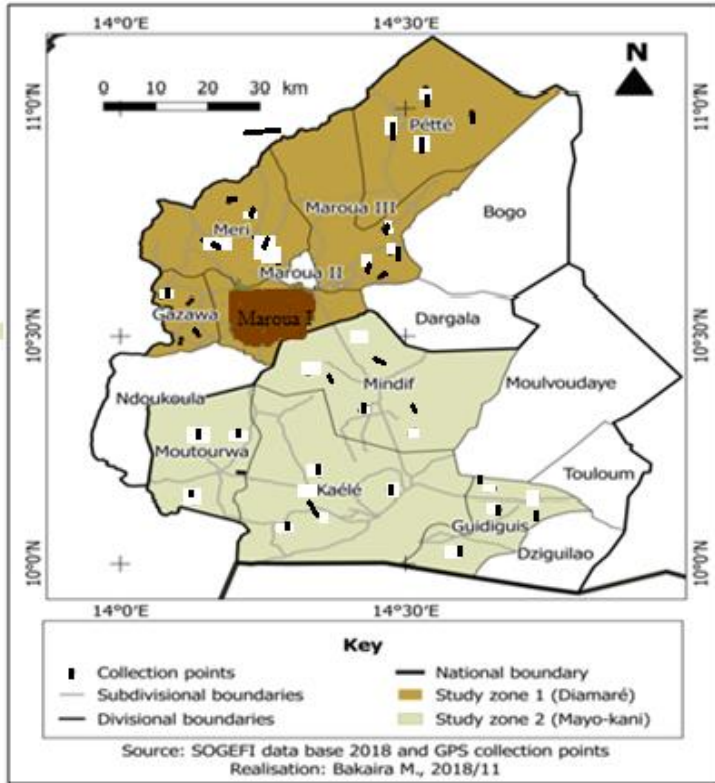 14°0'E 14°30'E
N
0 10 20 30 km
11°0'N 11°0'N
Pétté
Maroua III
Bogo
Meri
Maroua II
Gazawa
Maroua I
Dargala
10°30'N 10°30'N
Mindif
Moulvoudaye
Ndoukoula
Moutourwa
Touloum
Kaélé
Guidiguis
Dziguilao
10°0'N 10°0'N
14°0'E 14°30'E
Key
Collection points National boundary
Subdivisional boundaries Study zone 1 (Diamaré)
Divisional boundaries Study zone 2 (Mayo-kani)
Source: SOGEFI data base 2018 and GPS collection points
Realisation: Bakaira M., 2018/11